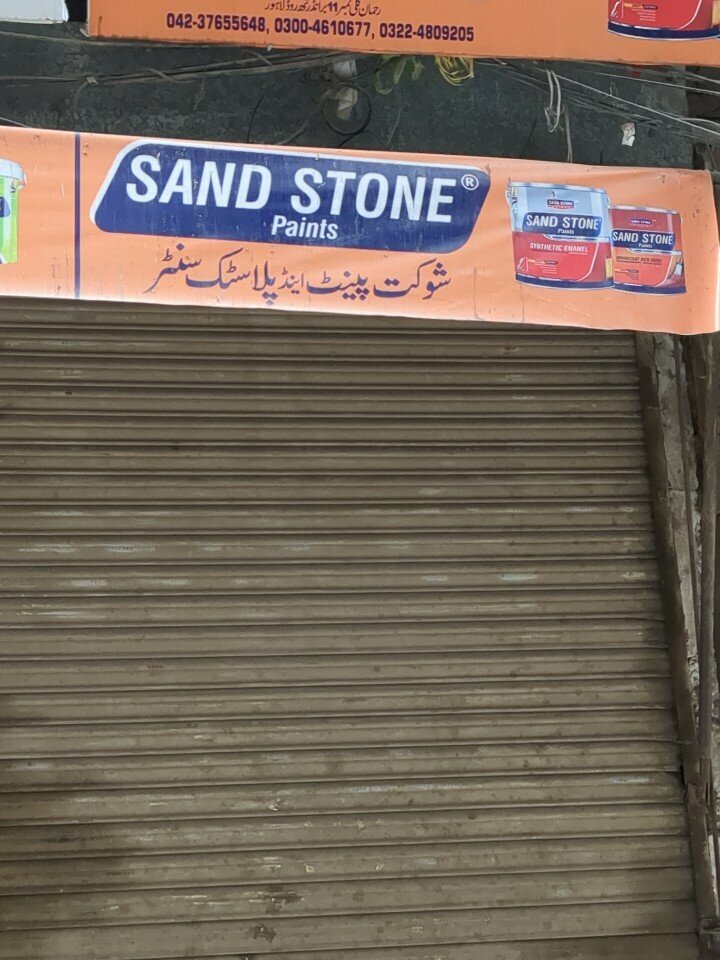 رحمان گلی نمبر 11 برانڈرتھ روڈ لاہور
042-37655648, 0300-4610677, 0322-4809205
SAND STONE®
Paints
شوکت پینٹ اینڈ پلاسٹک سنٹر
SAND STONE
Paints
SYNTHETIC ENAMEL
SAND STONE
Paints